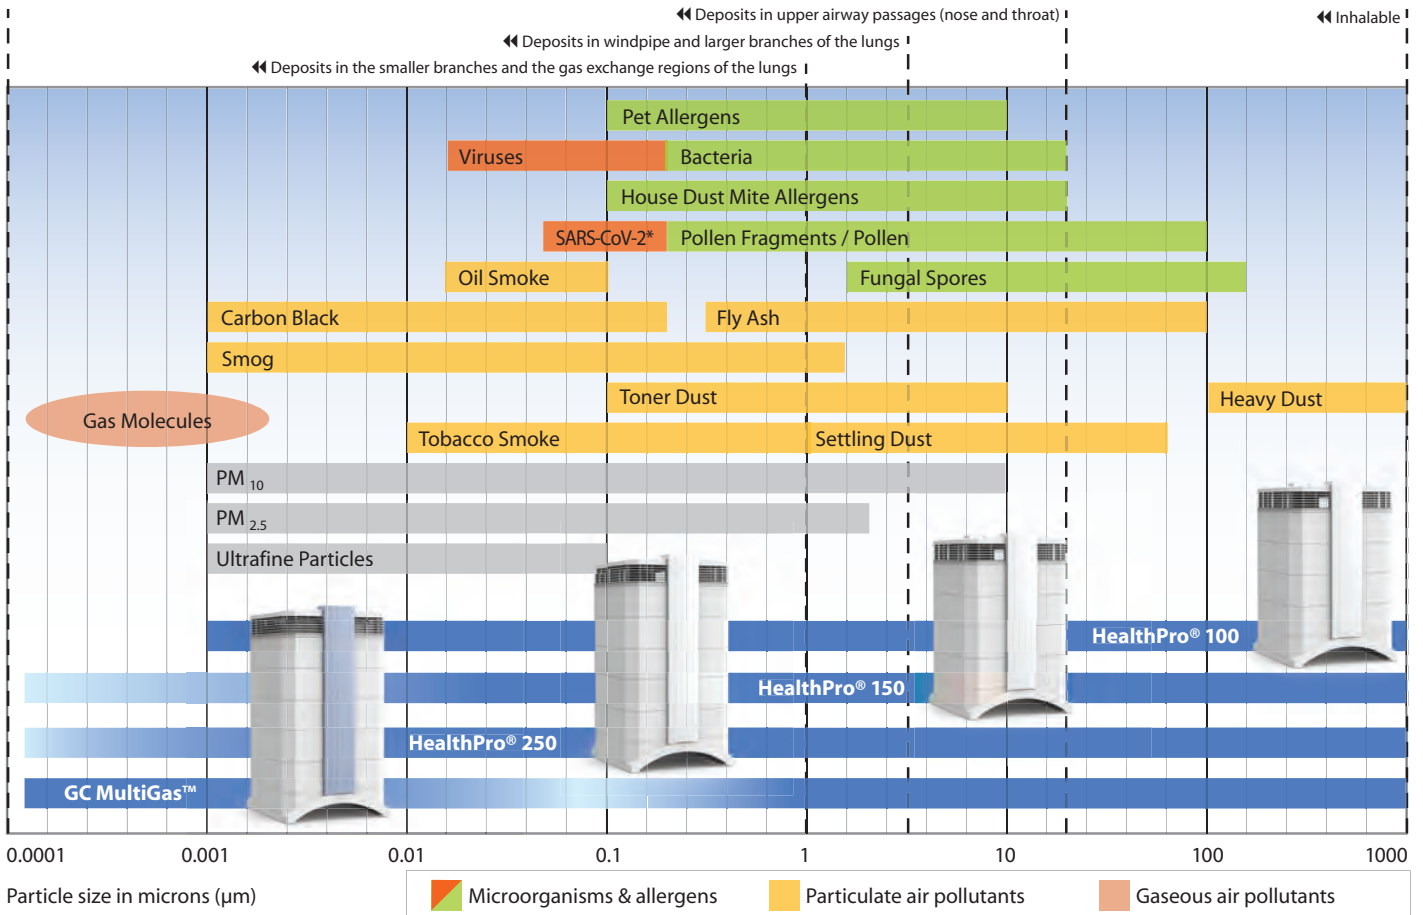 ◀◀ Deposits in upper airway passages (nose and throat)
◀◀ Inhalable
◀◀ Deposits in windpipe and larger branches of the lungs
◀◀ Deposits in the smaller branches and the gas exchange regions of the lungs
Pet Allergens
Viruses
Bacteria
House Dust Mite Allergens
SARS-CoV-2*
Pollen Fragments / Pollen
Oil Smoke
Fungal Spores
Carbon Black
Fly Ash
Smog
Toner Dust
Heavy Dust
Gas Molecules
Tobacco Smoke
Settling Dust
PM 10
PM 2.5
Ultrafine Particles
HealthPro® 100
HealthPro® 150
HealthPro® 250
GC MultiGas™
0.0001 0.001 0.01 0.1 1 10 100 1000
Particle size in microns (µm)
Microorganisms & allergens
Particulate air pollutants
Gaseous air pollutants